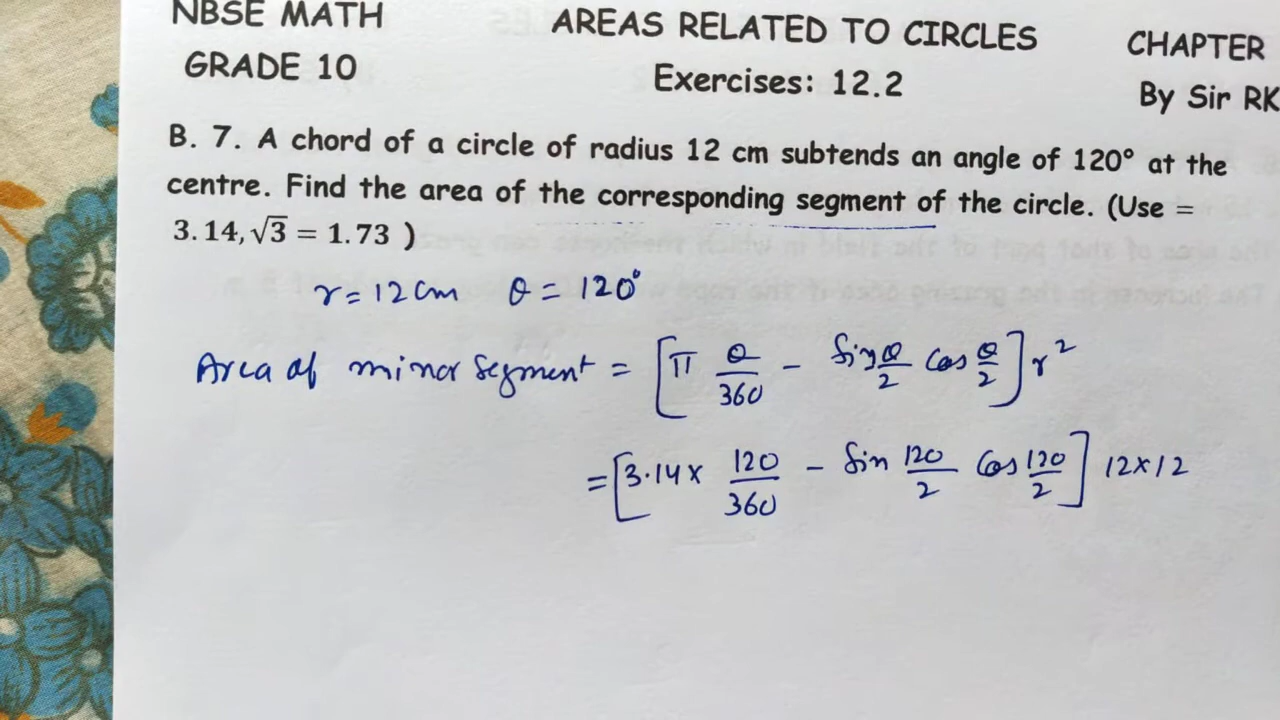 NBSE MATH AREAS RELATED TO CIRCLES CHAPTER
GRADE 10 Exercises: 12.2 By Sir RK
B. 7. A chord of a circle of radius 12 cm subtends an angle of 120° at the
centre. Find the area of the corresponding segment of the circle. (Use =
3.14, √3 = 1.73 )
r = 12 cm θ = 120°
Area of minor segment = [π θ/360 - Sin θ/2 Cos θ/2] r²
= [3.14 × 120/360 - Sin 120/2 Cos 120/2] 12×12